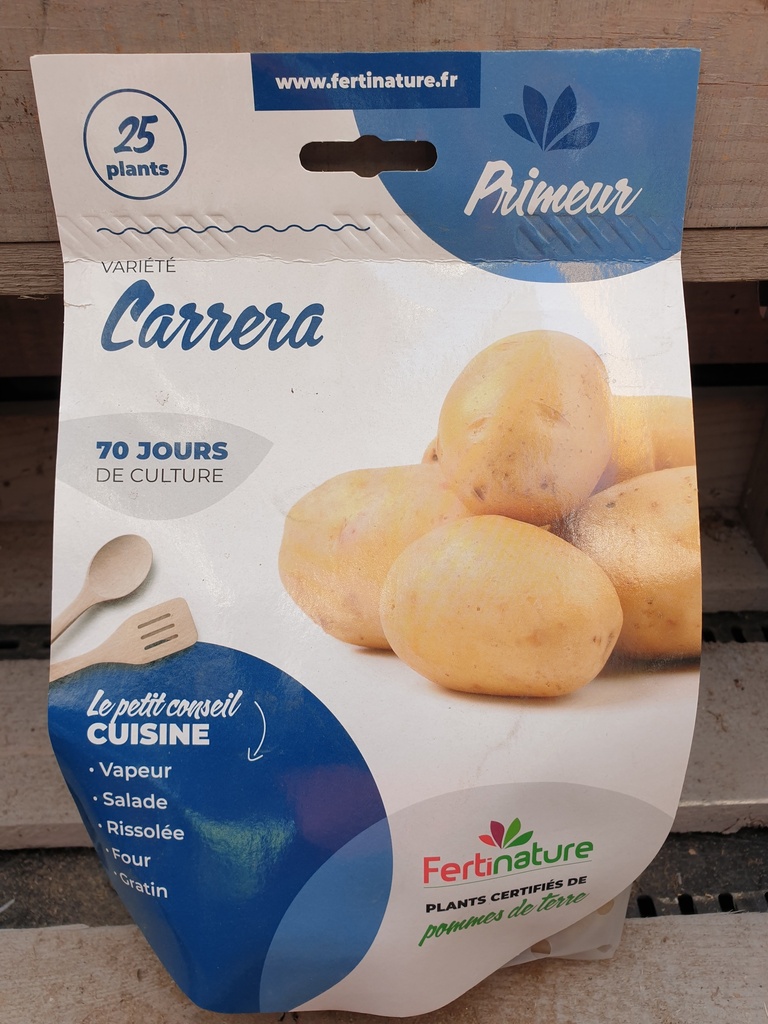 www.fertinature.fr
25
plants
Primeur
VARIÉTÉ
Carrera
70 JOURS
DE CULTURE
Le petit conseil
CUISINE
• Vapeur
• Salade
• Rissolée
• Four
• Gratin
Fertinature
PLANTS CERTIFIÉS DE
pommes de terre